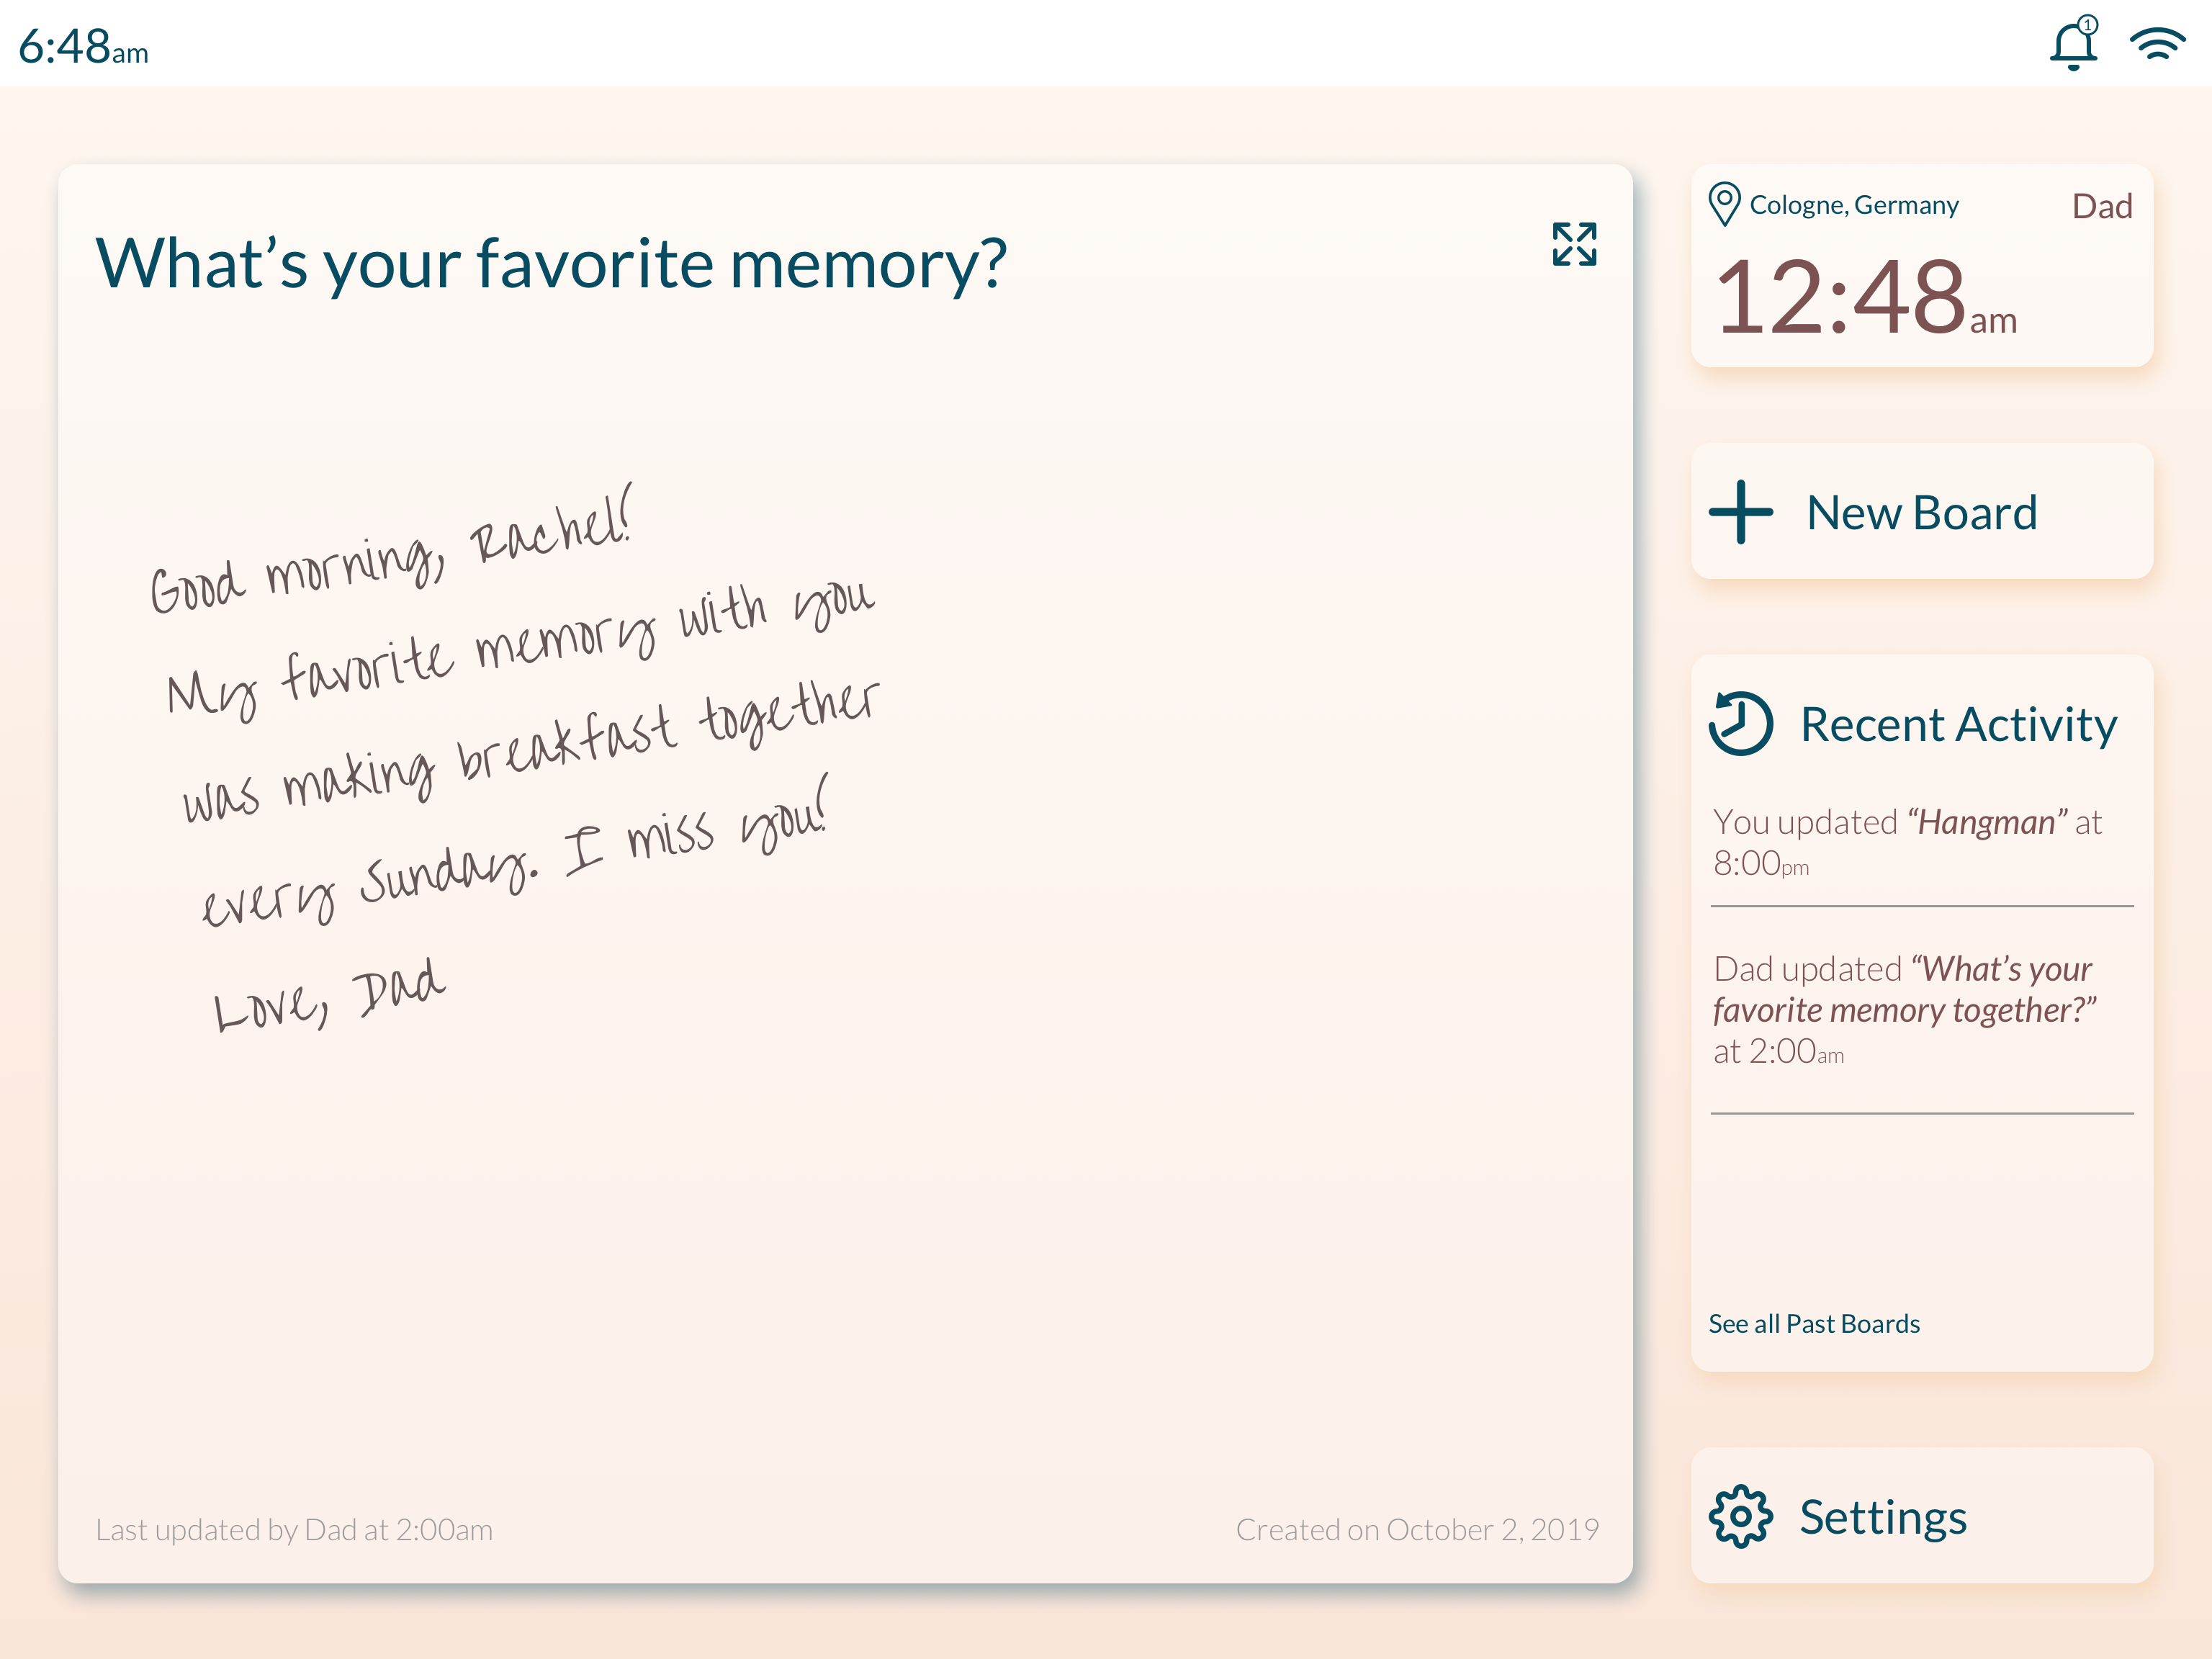 6:48am
1
What's your favorite memory?
Good morning, Rachel!
My favorite memory with you
was making breakfast together
every Sunday. I miss you!
Love, Dad
Last updated by Dad at 2:00am
Created on October 2, 2019
Cologne, Germany
Dad
12:48am
New Board
Recent Activity
You updated “Hangman” at
8:00pm
Dad updated “What's your
favorite memory together?”
at 2:00am
See all Past Boards
Settings